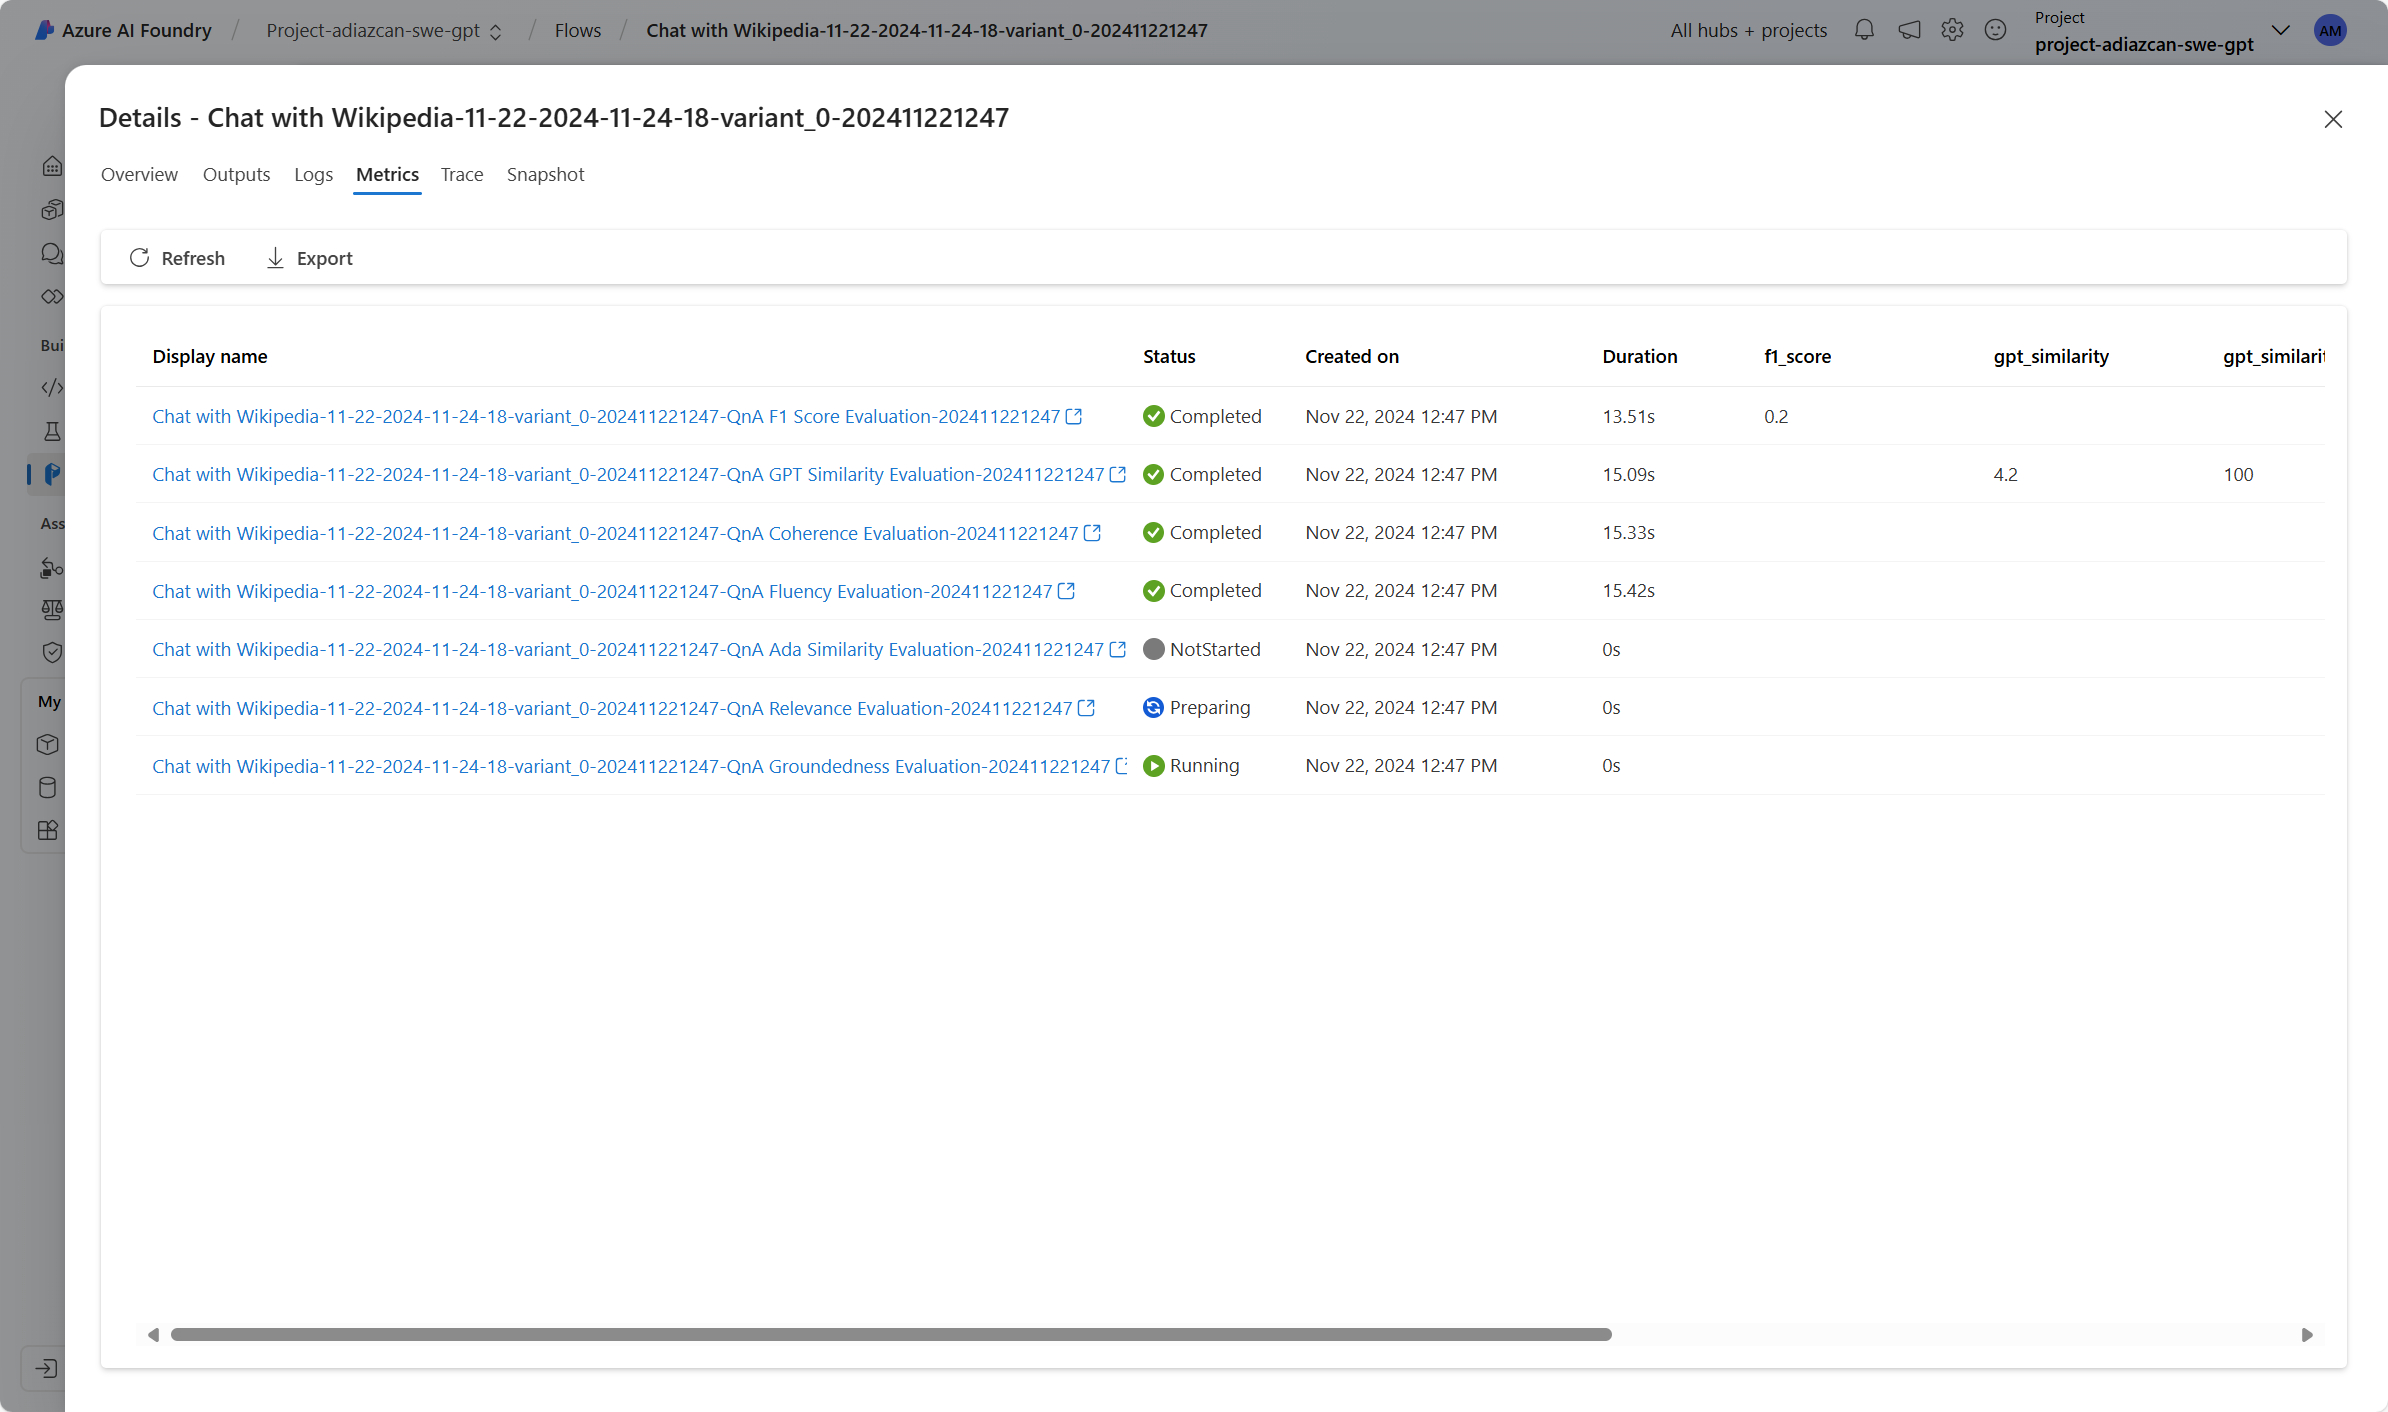 Azure AI Foundry / Project-adiazcan-swe-gpt / Flows / Chat with Wikipedia-11-22-2024-11-24-18-variant_0-202411221247
All hubs + projects
Project
project-adiazcan-swe-gpt
AM
Details - Chat with Wikipedia-11-22-2024-11-24-18-variant_0-202411221247
Overview Outputs Logs Metrics Trace Snapshot
Refresh Export
Bui
Ass
My
Display name Status Created on Duration f1_score gpt_similarity gpt_similarit
Chat with Wikipedia-11-22-2024-11-24-18-variant_0-202411221247-QnA F1 Score Evaluation-202411221247 Completed Nov 22, 2024 12:47 PM 13.51s 0.2
Chat with Wikipedia-11-22-2024-11-24-18-variant_0-202411221247-QnA GPT Similarity Evaluation-202411221247 Completed Nov 22, 2024 12:47 PM 15.09s 4.2 100
Chat with Wikipedia-11-22-2024-11-24-18-variant_0-202411221247-QnA Coherence Evaluation-202411221247 Completed Nov 22, 2024 12:47 PM 15.33s
Chat with Wikipedia-11-22-2024-11-24-18-variant_0-202411221247-QnA Fluency Evaluation-202411221247 Completed Nov 22, 2024 12:47 PM 15.42s
Chat with Wikipedia-11-22-2024-11-24-18-variant_0-202411221247-QnA Ada Similarity Evaluation-202411221247 NotStarted Nov 22, 2024 12:47 PM 0s
Chat with Wikipedia-11-22-2024-11-24-18-variant_0-202411221247-QnA Relevance Evaluation-202411221247 Preparing Nov 22, 2024 12:47 PM 0s
Chat with Wikipedia-11-22-2024-11-24-18-variant_0-202411221247-QnA Groundedness Evaluation-202411221247 Running Nov 22, 2024 12:47 PM 0s